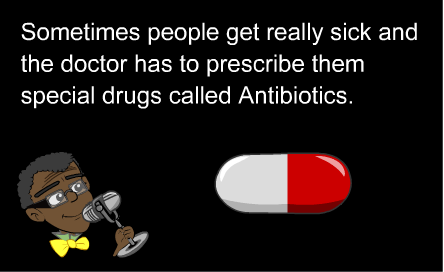 Sometimes people get really sick and
the doctor has to prescribe them
special drugs called Antibiotics.